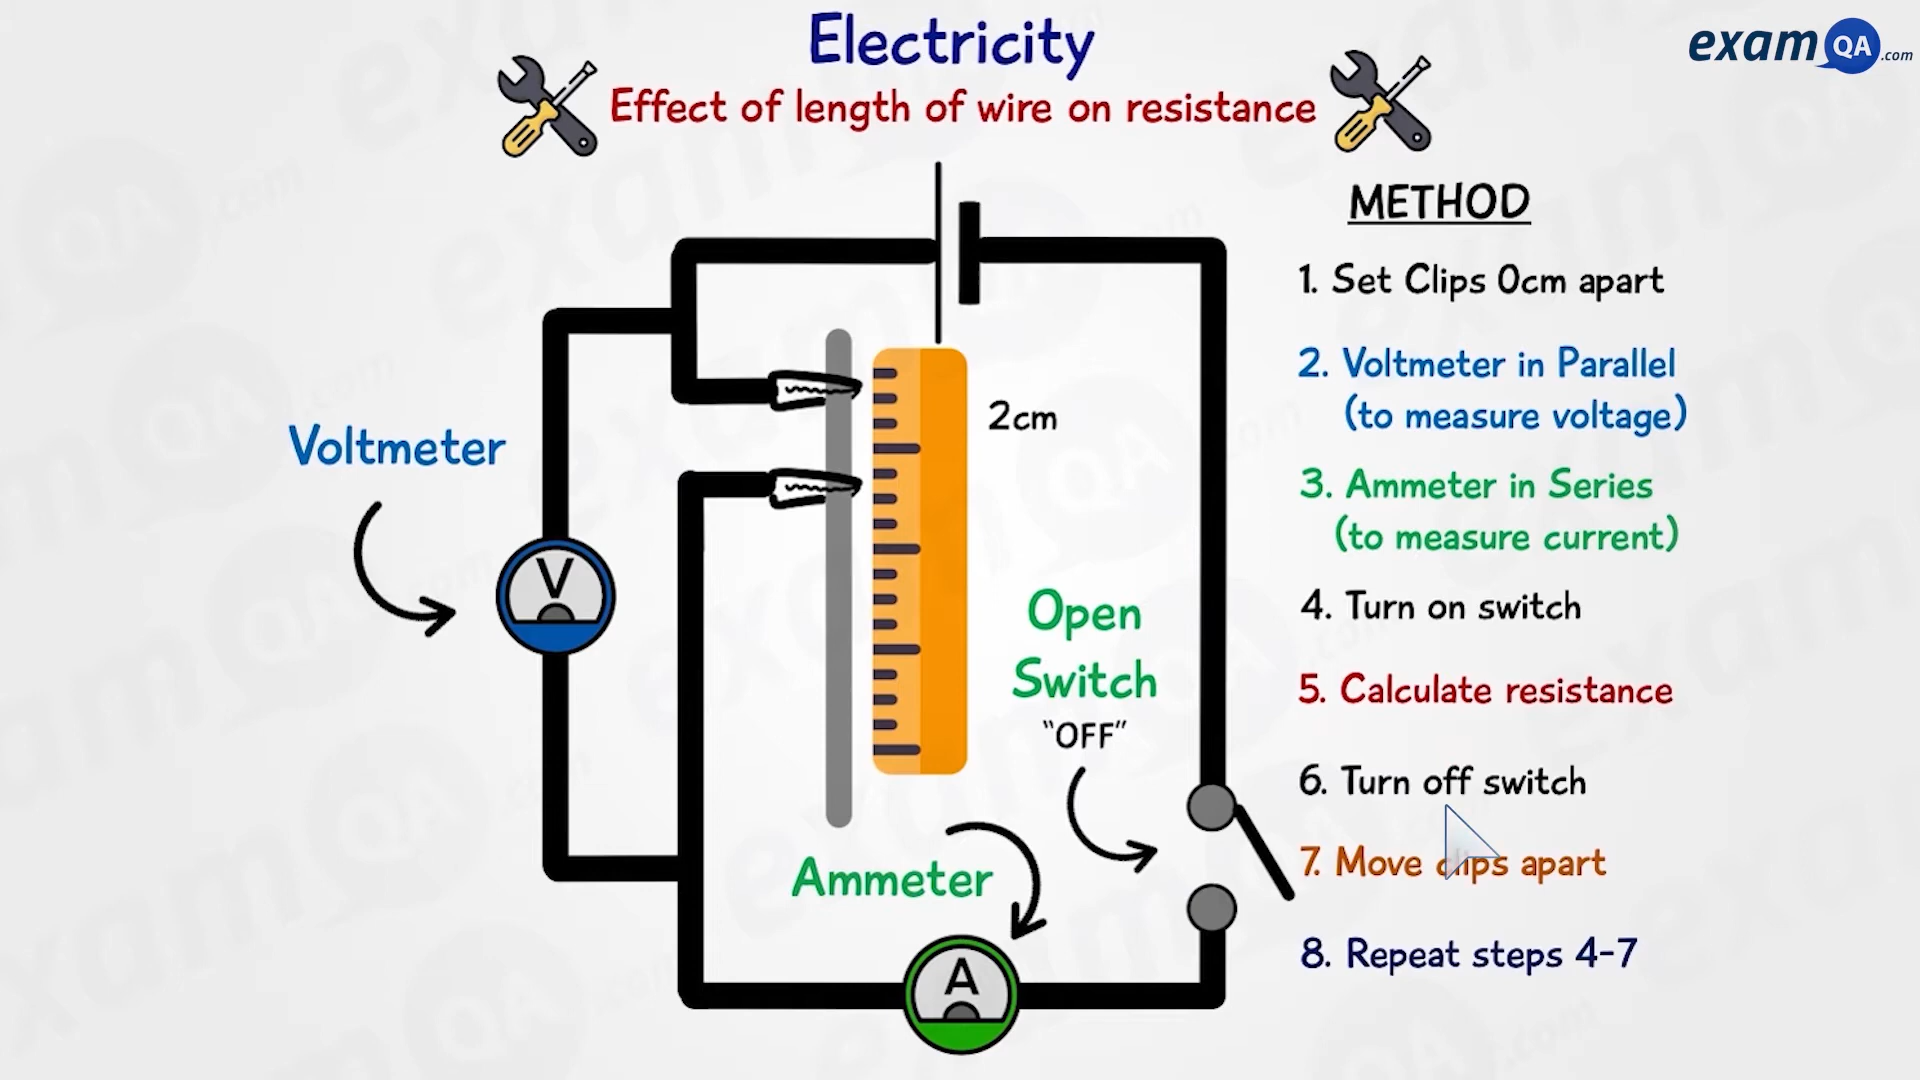 Electricity
examQA.com
Effect of length of wire on resistance
METHOD
1. Set Clips 0cm apart
2. Voltmeter in Parallel
(to measure voltage)
3. Ammeter in Series
(to measure current)
4. Turn on switch
5. Calculate resistance
6. Turn off switch
7. Move clips apart
8. Repeat steps 4-7
2cm
Voltmeter
V
Open
Switch
"OFF"
Ammeter
A